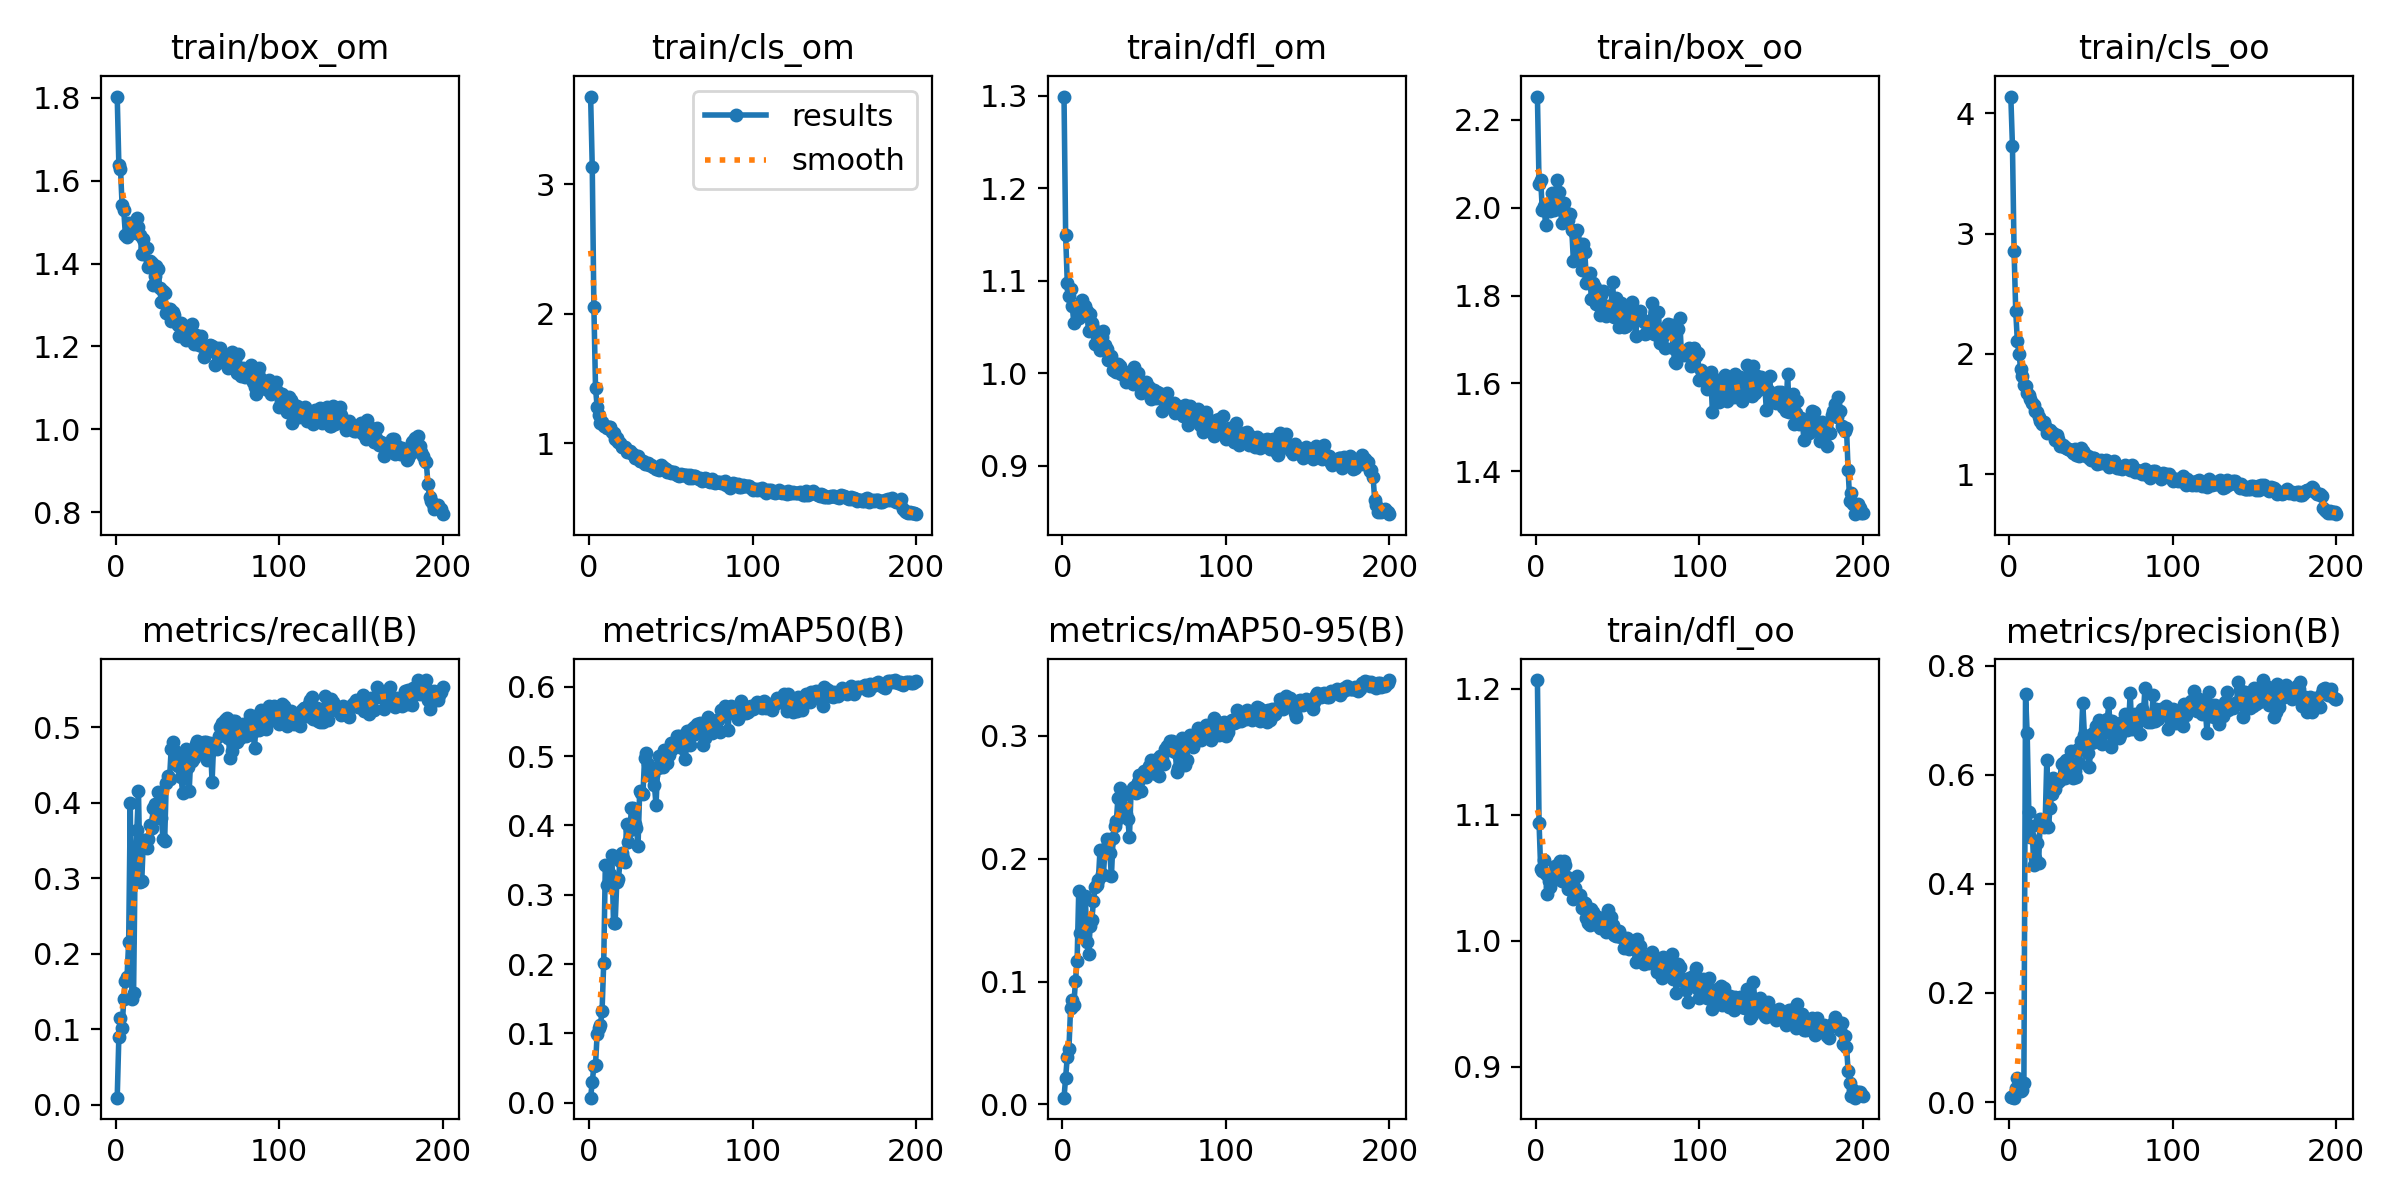 train/box_om
1.8
1.6
1.4
1.2
1.0
0.8
0 100 200
train/cls_om
results
smooth
3
2
1
0 100 200
train/dfl_om
1.3
1.2
1.1
1.0
0.9
0 100 200
train/box_oo
2.2
2.0
1.8
1.6
1.4
0 100 200
train/cls_oo
4
3
2
1
0 100 200
metrics/recall(B)
0.5
0.4
0.3
0.2
0.1
0.0
0 100 200
metrics/mAP50(B)
0.6
0.5
0.4
0.3
0.2
0.1
0.0
0 100 200
metrics/mAP50-95(B)
0.3
0.2
0.1
0.0
0 100 200
train/dfl_oo
1.2
1.1
1.0
0.9
0 100 200
metrics/precision(B)
0.8
0.6
0.4
0.2
0.0
0 100 200